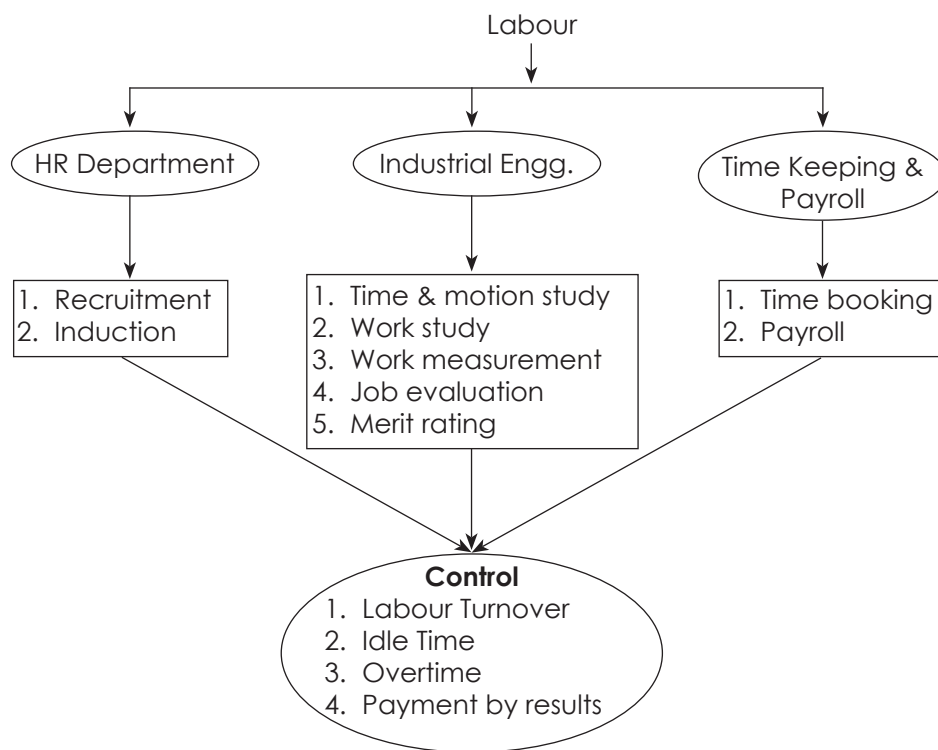 Labour
HR Department
Industrial Engg.
Time Keeping &
Payroll
1. Recruitment
2. Induction
1. Time & motion study
2. Work study
3. Work measurement
4. Job evaluation
5. Merit rating
1. Time booking
2. Payroll
Control
1. Labour Turnover
2. Idle Time
3. Overtime
4. Payment by results